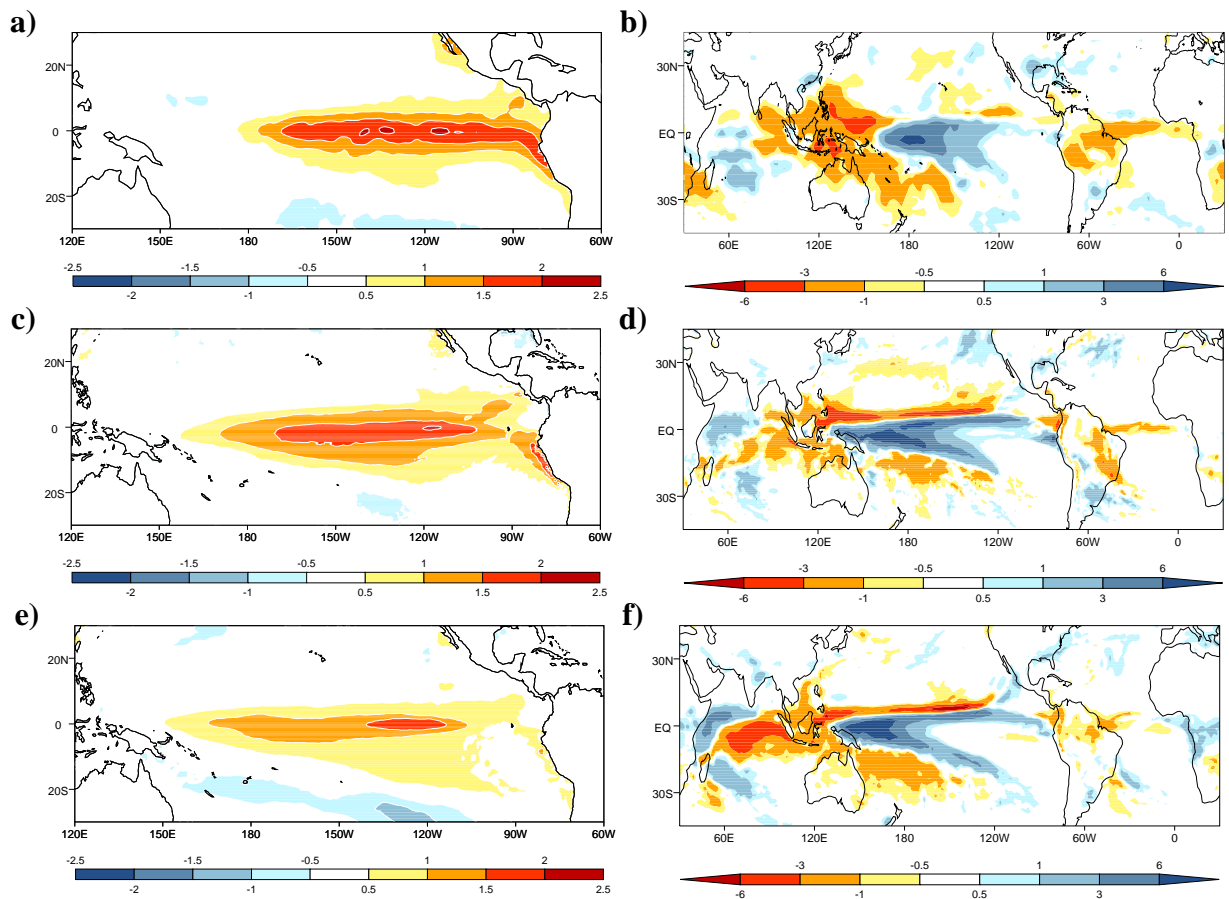 a)
20N
0
20S
120E 150E 180 150W 120W 90W 60W
-2.5 -1.5 -0.5 1 2
-2 -1 0.5 1.5 2.5
b)
30N
EQ
30S
60E 120E 180 120W 60W 0
-3 -0.5 1 6
-6 -1 0.5 3
c)
20N
0
20S
120E 150E 180 150W 120W 90W 60W
-2.5 -1.5 -0.5 1 2
-2 -1 0.5 1.5 2.5
d)
30N
EQ
30S
60E 120E 180 120W 60W 0
-3 -0.5 1 6
-6 -1 0.5 3
e)
20N
0
20S
120E 150E 180 150W 120W 90W 60W
-2.5 -1.5 -0.5 1 2
-2 -1 0.5 1.5 2.5
f)
30N
EQ
30S
60E 120E 180 120W 60W 0
-3 -0.5 1 6
-6 -1 0.5 3